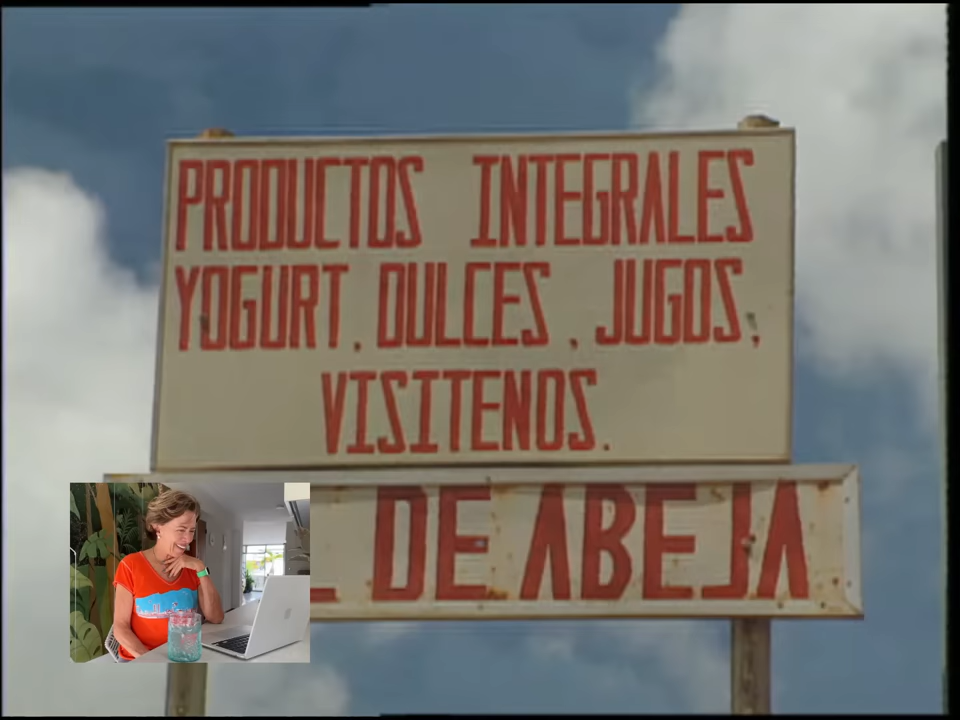 PRODUCTOS INTEGRALES
YOGURT. DULCES. JUGOS,
VISITENOS.
DE ABEJA